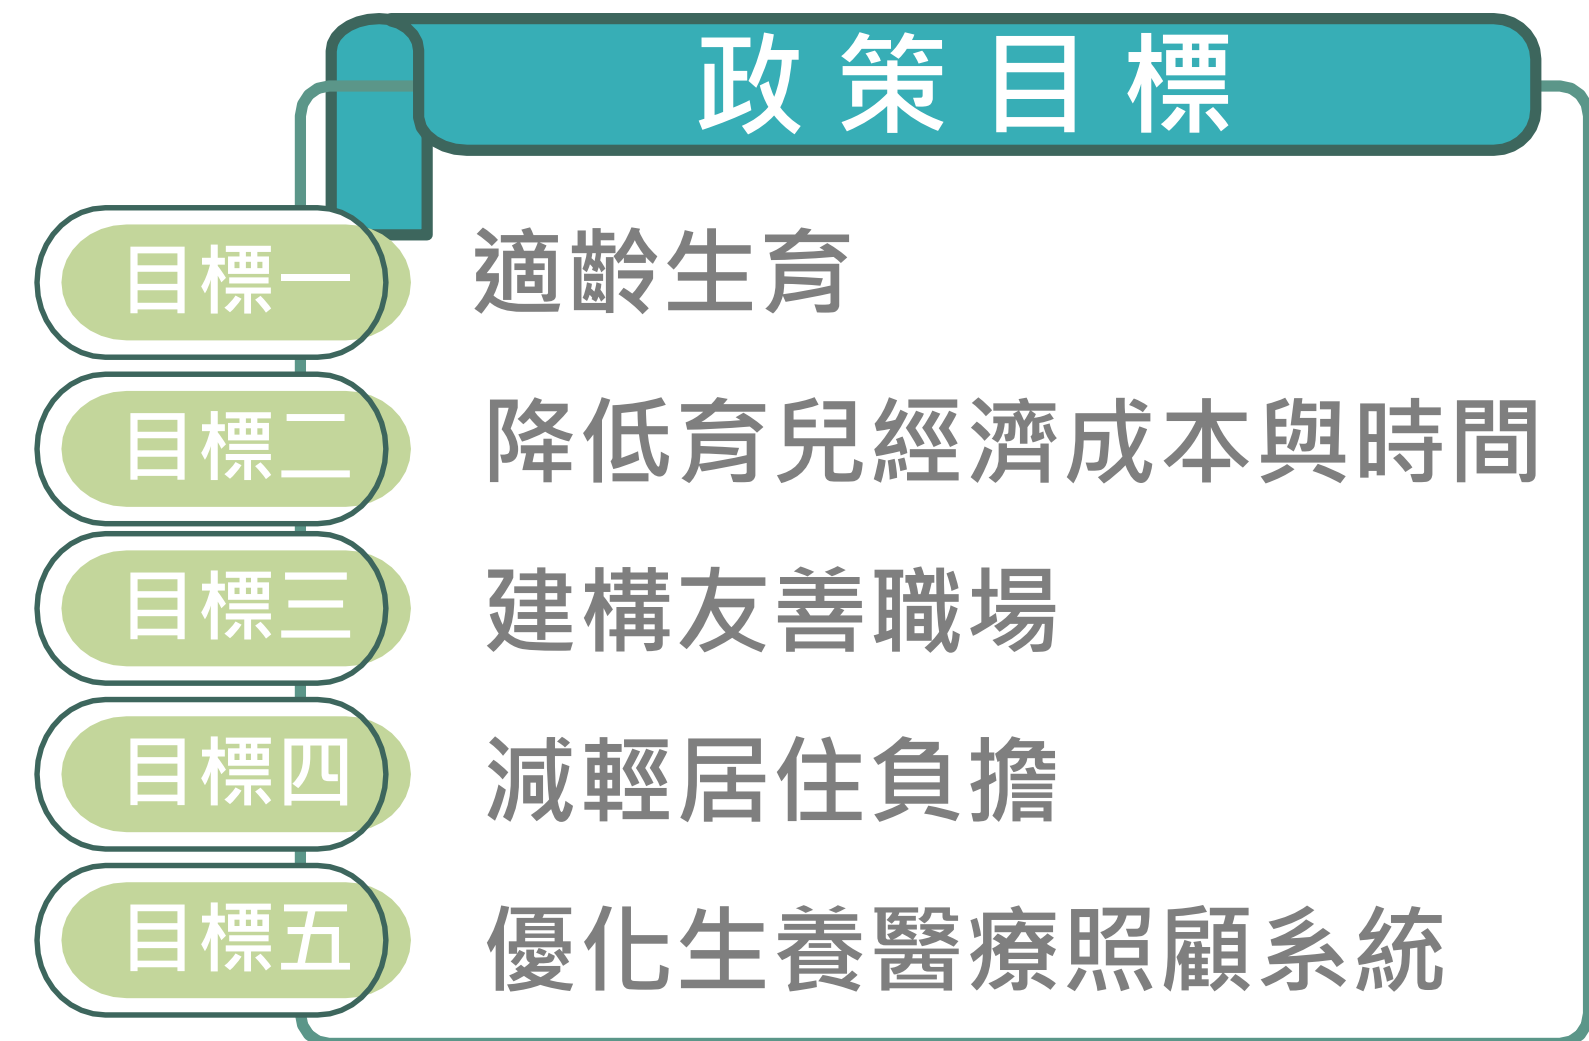 政策目標
目標一 適齡生育
目標二 降低育兒經濟成本與時間
目標三 建構友善職場
目標四 減輕居住負擔
目標五 優化生養醫療照顧系統